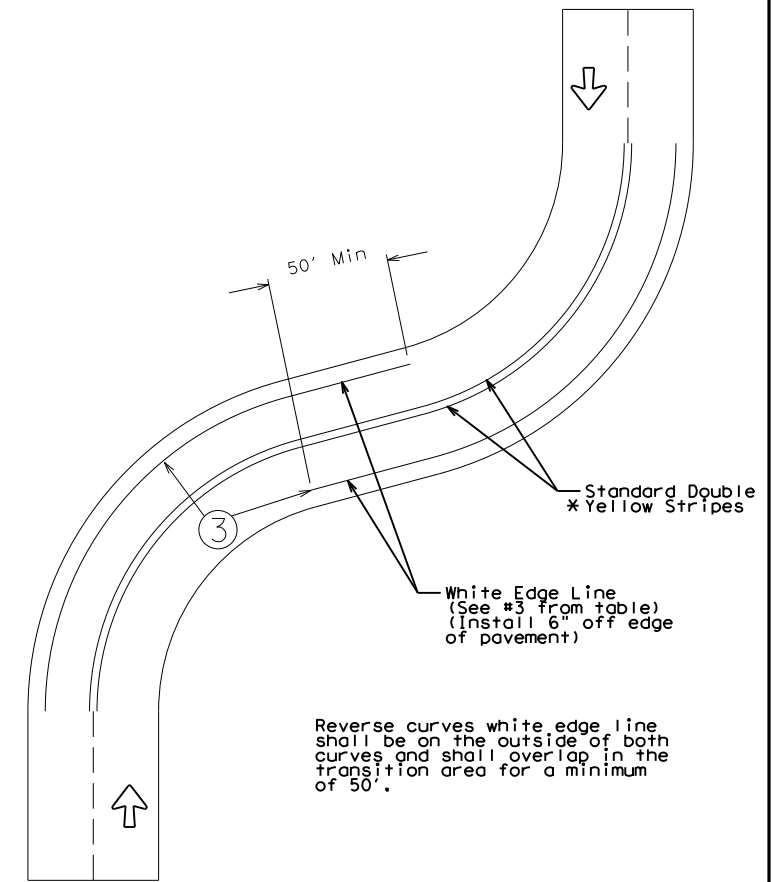 50' Min
Standard Double
* Yellow Stripes
3
White Edge Line
(See #3 from table)
(Install 6" off edge
of pavement)
Reverse curves white edge line
shall be on the outside of both
curves and shall overlap in the
transition area for a minimum
of 50'.